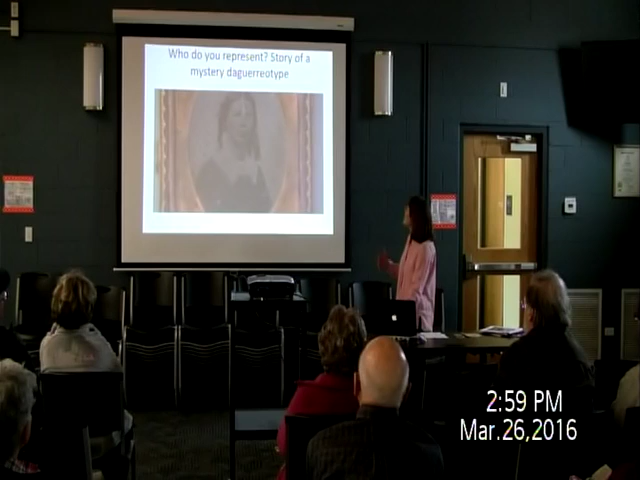 Who do you represent? Story of a
mystery daguerreotype
2:59 PM
Mar.26,2016